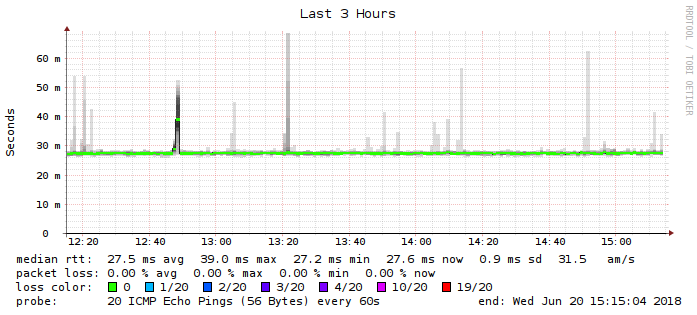 Last 3 Hours
RRDTOOL / TOBI OETIKER
Seconds
60 m
50 m
40 m
30 m
20 m
10 m
0
12:20 12:40 13:00 13:20 13:40 14:00 14:20 14:40 15:00
median rtt: 27.5 ms avg 39.0 ms max 27.2 ms min 27.6 ms now 0.9 ms sd 31.5 am/s
packet loss: 0.00 % avg 0.00 % max 0.00 % min 0.00 % now
loss color: 0 1/20 2/20 3/20 4/20 10/20 19/20
probe: 20 ICMP Echo Pings (56 Bytes) every 60s end: Wed Jun 20 15:15:04 2018